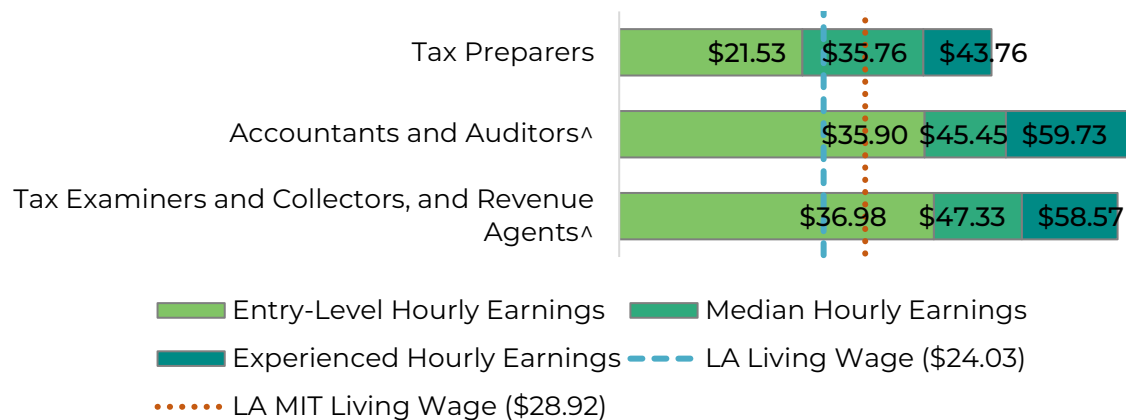 Tax Preparers $21.53 $35.76 $43.76
Accountants and Auditors^ $35.90 $45.45 $59.73
Tax Examiners and Collectors, and Revenue
Agents^ $36.98 $47.33 $58.57
Entry-Level Hourly Earnings Median Hourly Earnings
Experienced Hourly Earnings LA Living Wage ($24.03)
LA MIT Living Wage ($28.92)